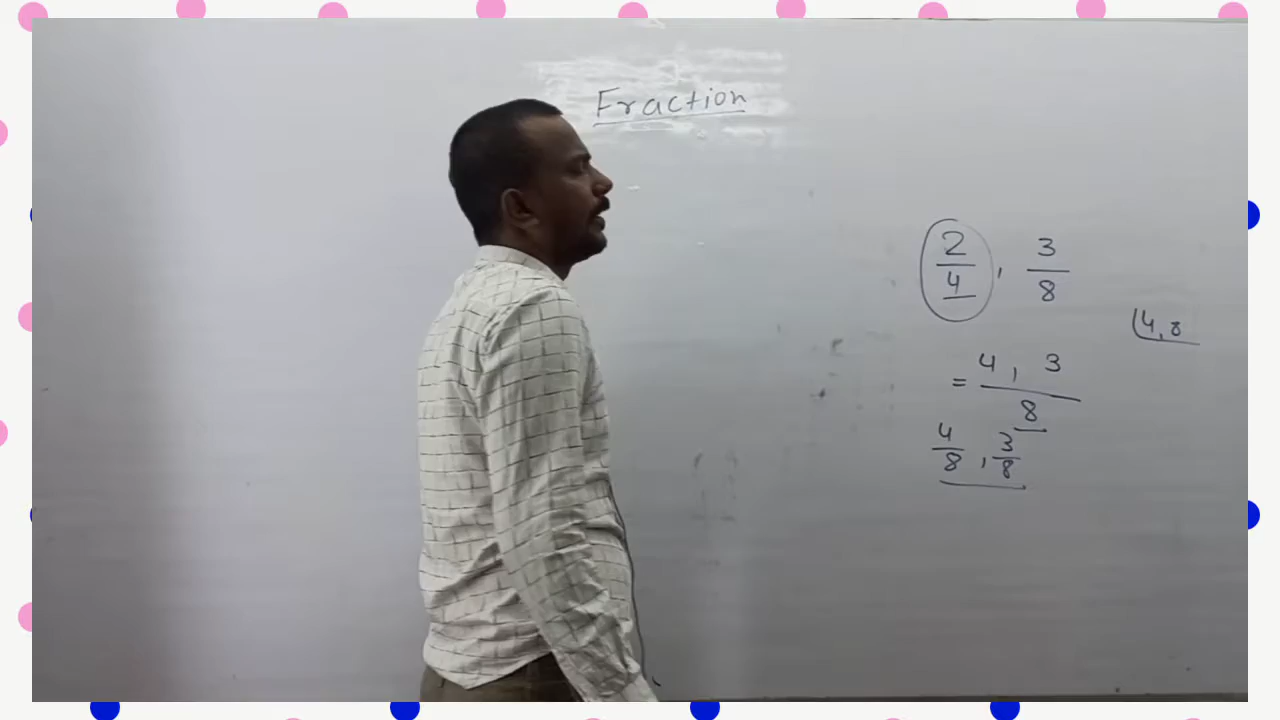 Fraction
2/4, 3/8
4, 8
= 4, 3 / 8
4/8, 3/8